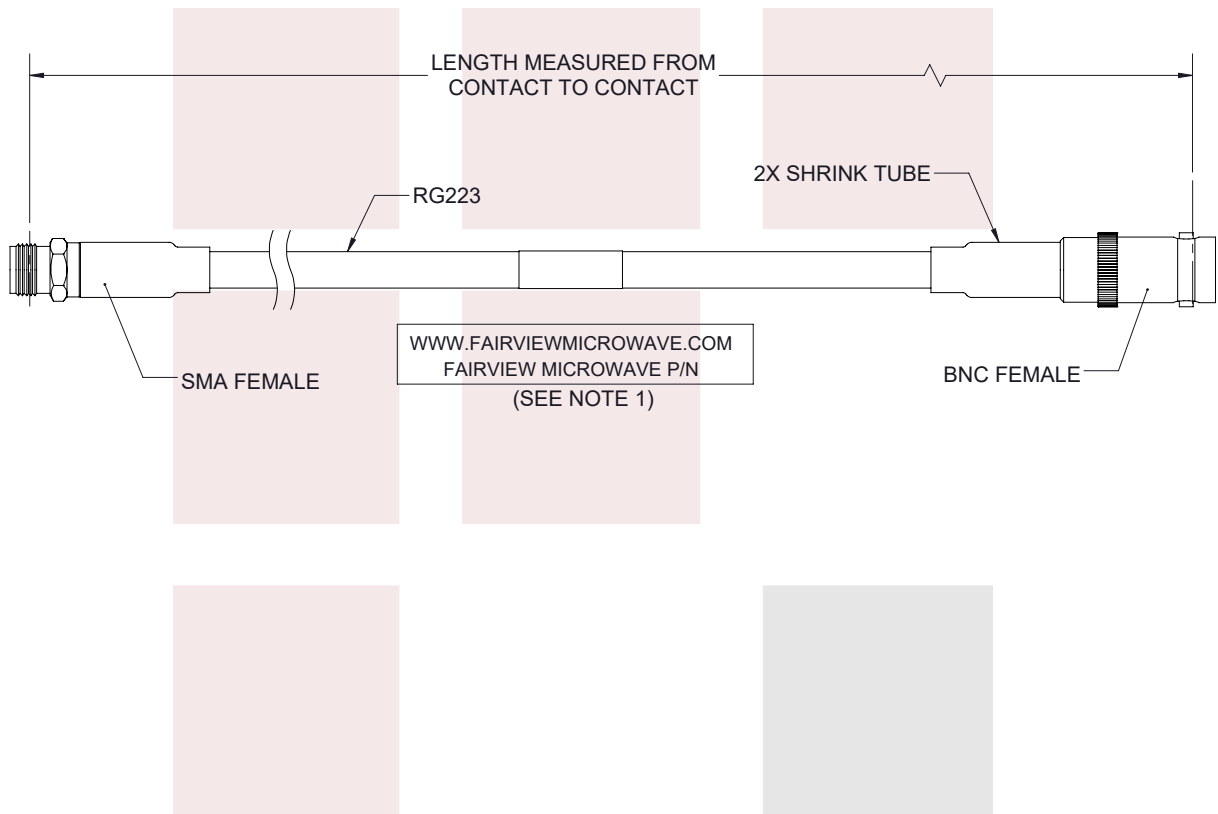 LENGTH MEASURED FROM
CONTACT TO CONTACT
2X SHRINK TUBE
RG223
WWW.FAIRVIEWMICROWAVE.COM
FAIRVIEW MICROWAVE P/N
(SEE NOTE 1)
SMA FEMALE
BNC FEMALE